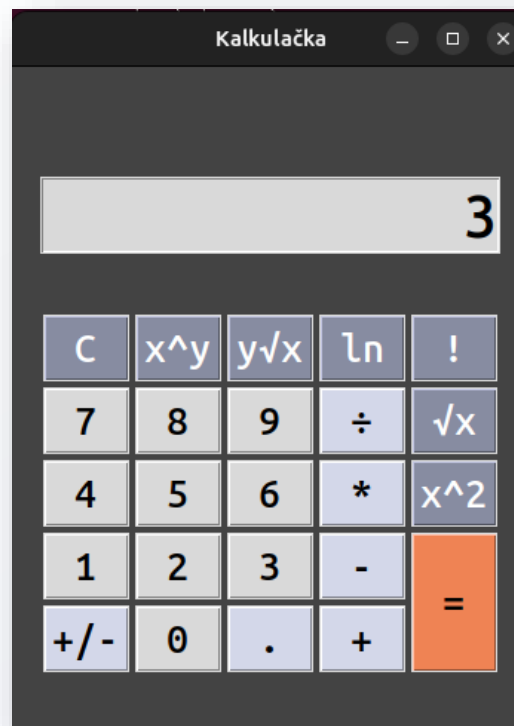 Kalkulačka
3
C x^y y√x ln !
7 8 9 ÷ √x
4 5 6 * x^2
1 2 3 -
=
+/- 0 . +